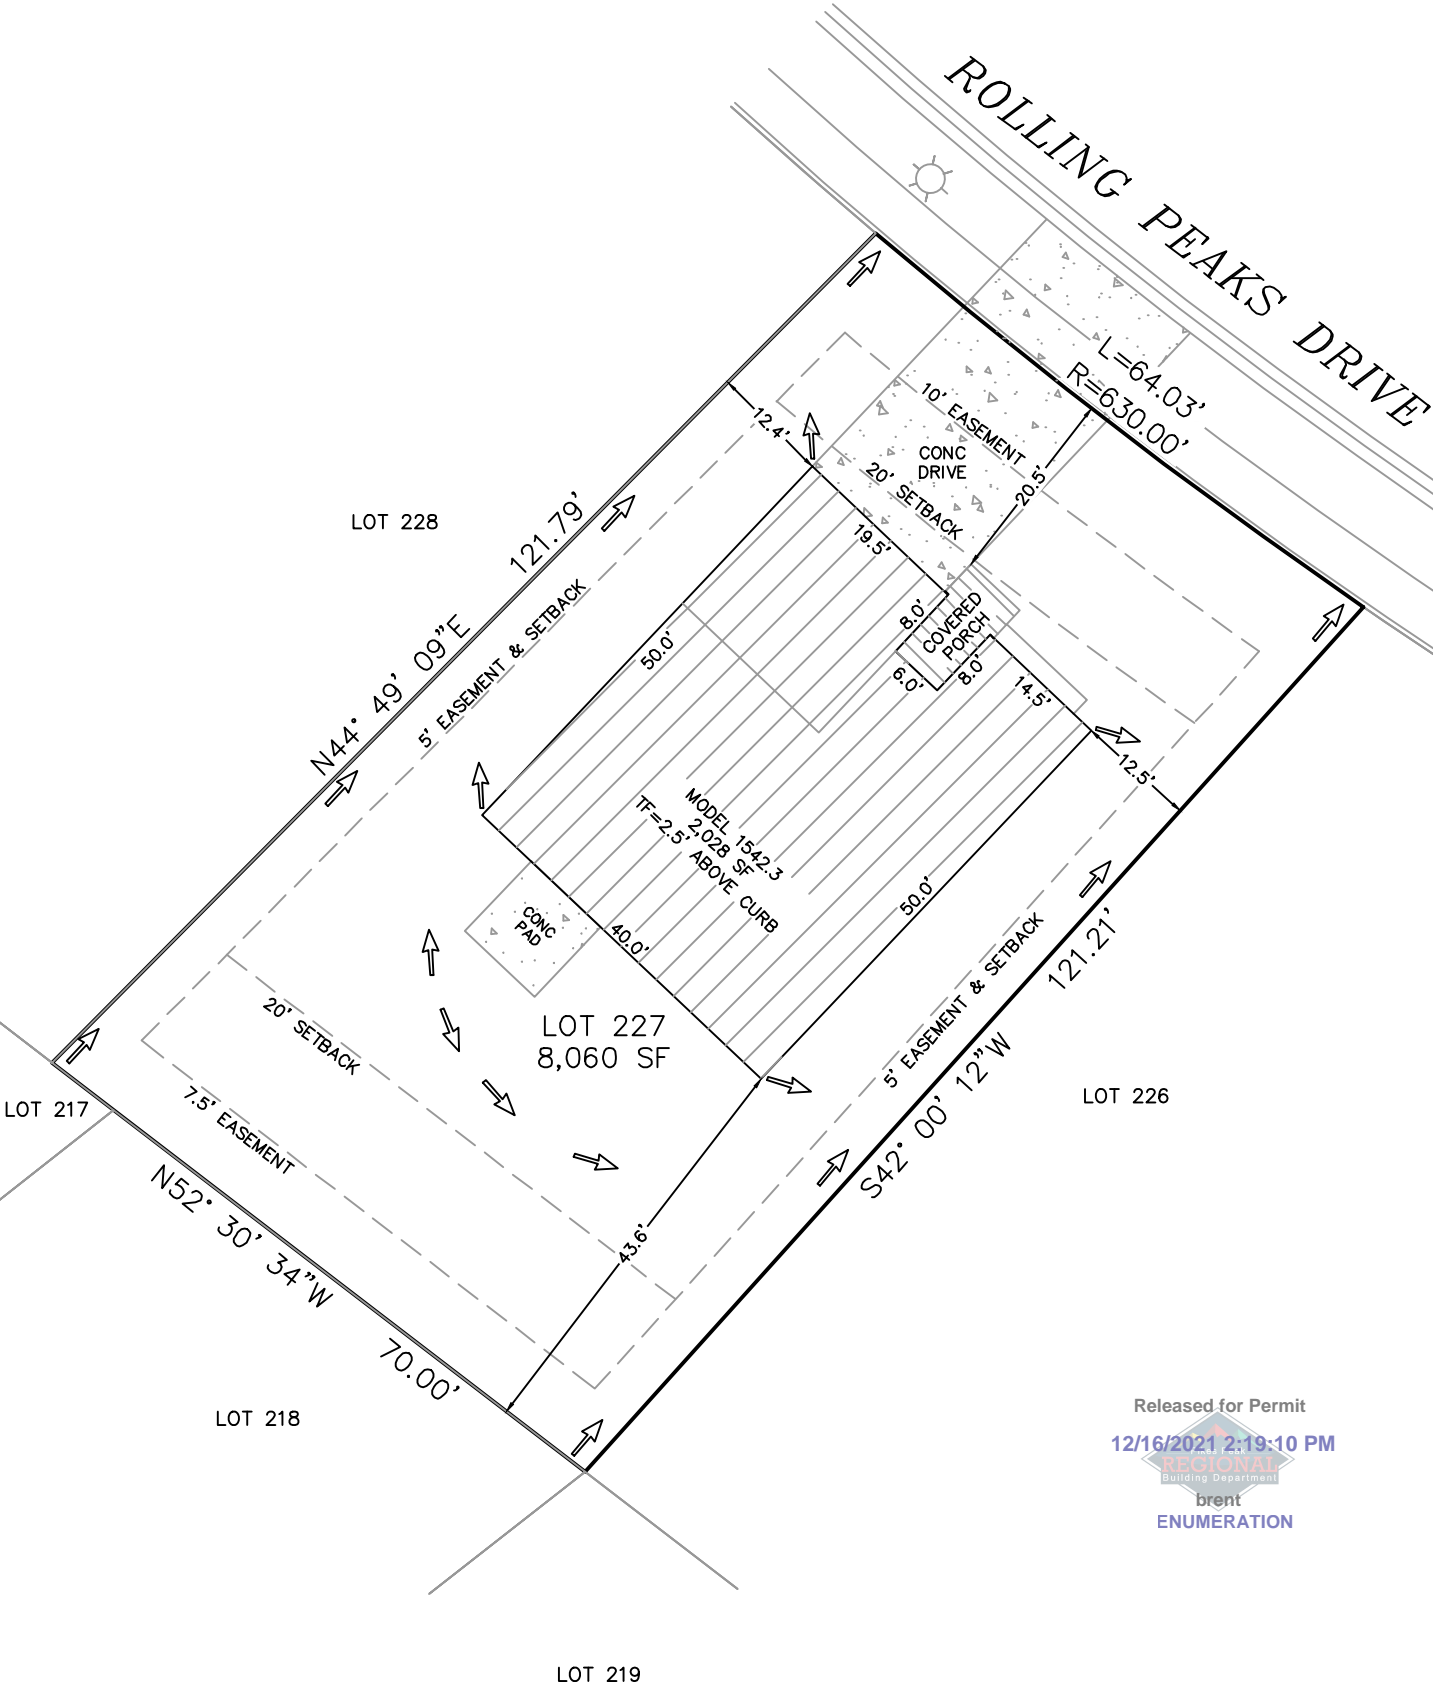 ROLLING PEAKS DRIVE
L=64.03'
R=630.00'
10' EASEMENT
CONC
DRIVE
20' SETBACK
20.5'
12.4'
19.5'
LOT 228
121.79'
N44° 49' 09"E
5' EASEMENT & SETBACK
50.0'
8.0'
COVERED
PORCH
6.0'
8.0'
14.5'
12.5'
MODEL 1542.3
2,028 SF
TF=2.5' ABOVE CURB
50.0'
40.0'
CONC
PAD
LOT 227
8,060 SF
5' EASEMENT & SETBACK
121.21'
S42° 00' 12"W
LOT 226
20' SETBACK
7.5' EASEMENT
LOT 217
N52° 30' 34"W
70.00'
43.6'
LOT 218
LOT 219
Released for Permit
12/16/2021 2:19:10 PM
REGIONAL
Building Department
brent
ENUMERATION